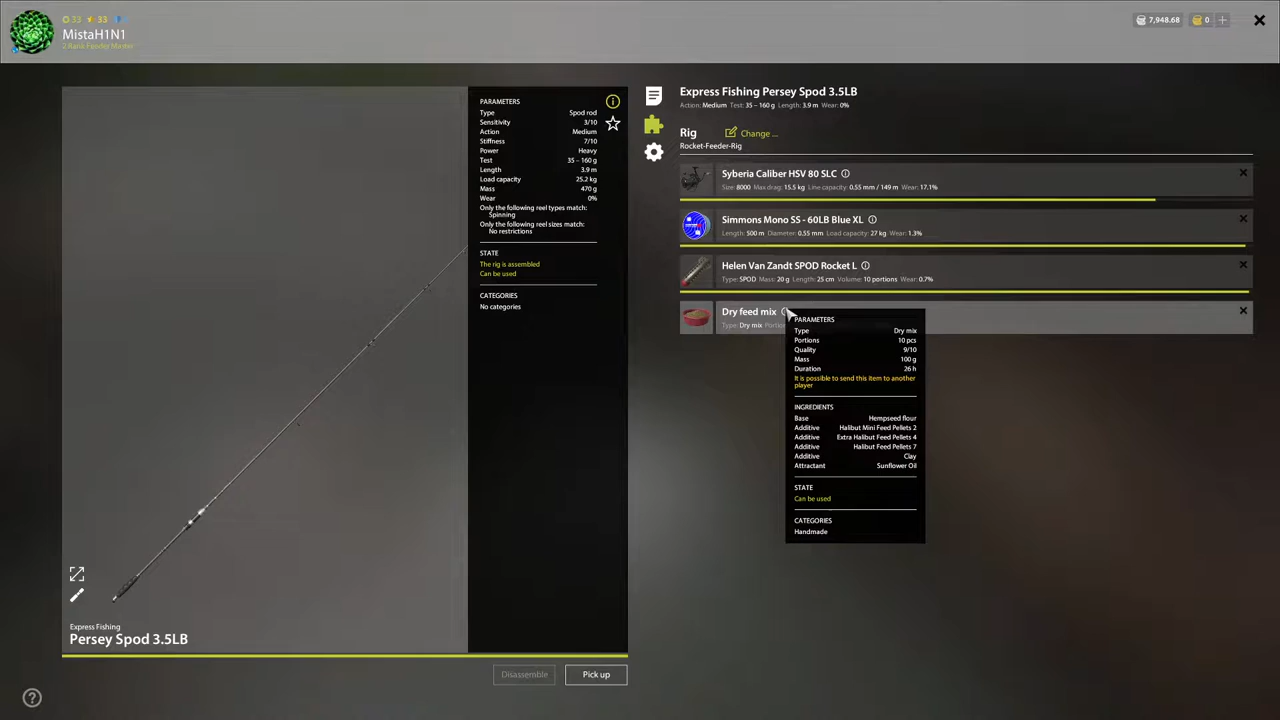 33 33
MistaH1N1
2 Rank Feeder Master
7,948.68 0
PARAMETERS
Type Spod rod
Sensitivity 3/10
Action Medium
Stiffness 7/10
Power Heavy
Test 35 – 160 g
Length 3.9 m
Load capacity 25.2 kg
Mass 470 g
Wear 0%
Only the following reel types match:
Spinning
Only the following reel sizes match:
No restrictions
STATE
The rig is assembled
Can be used
CATEGORIES
No categories
Express Fishing
Persey Spod 3.5LB
Disassemble Pick up
Express Fishing Persey Spod 3.5LB
Action: Medium Test: 35 – 160 g Length: 3.9 m Wear: 0%
Rig Change ...
Rocket-Feeder-Rig
Syberia Caliber HSV 80 SLC
Size: 8000 Max drag: 15.5 kg Line capacity: 0.55 mm / 149 m Wear: 17.1%
Simmons Mono SS - 60LB Blue XL
Length: 500 m Diameter: 0.55 mm Load capacity: 27 kg Wear: 1.3%
Helen Van Zandt SPOD Rocket L
Type: SPOD Mass: 20 g Length: 25 cm Volume: 10 portions Wear: 0.7%
Dry feed mix
Type: Dry mix
PARAMETERS
Type Dry mix
Portions 10 pcs
Quality 9/10
Mass 100 g
Duration 26 h
It is possible to send this item to another
player
INGREDIENTS
Base Hempseed flour
Additive Halibut Mini Feed Pellets 2
Additive Extra Halibut Feed Pellets 4
Additive Halibut Feed Pellets 7
Additive Clay
Attractant Sunflower Oil
STATE
Can be used
CATEGORIES
Handmade